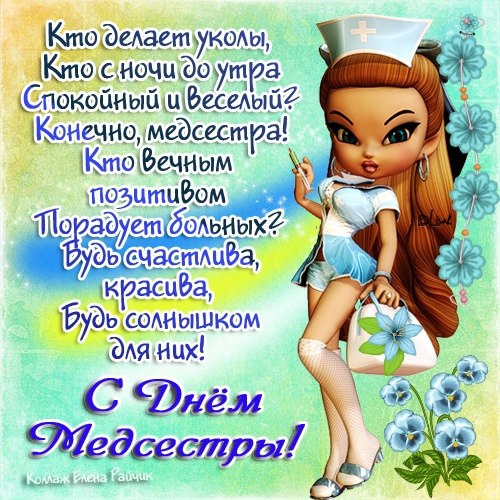 Кто делает уколы,
Кто с ночи до утра
Спокойный и веселый?
Конечно, медсестра!
Кто вечным
позитивом
Порадует больных?
Будь счастлива,
красива,
Будь солнышком
для них!
С Днём
Медсестры!
Коллаж Елена Райчик